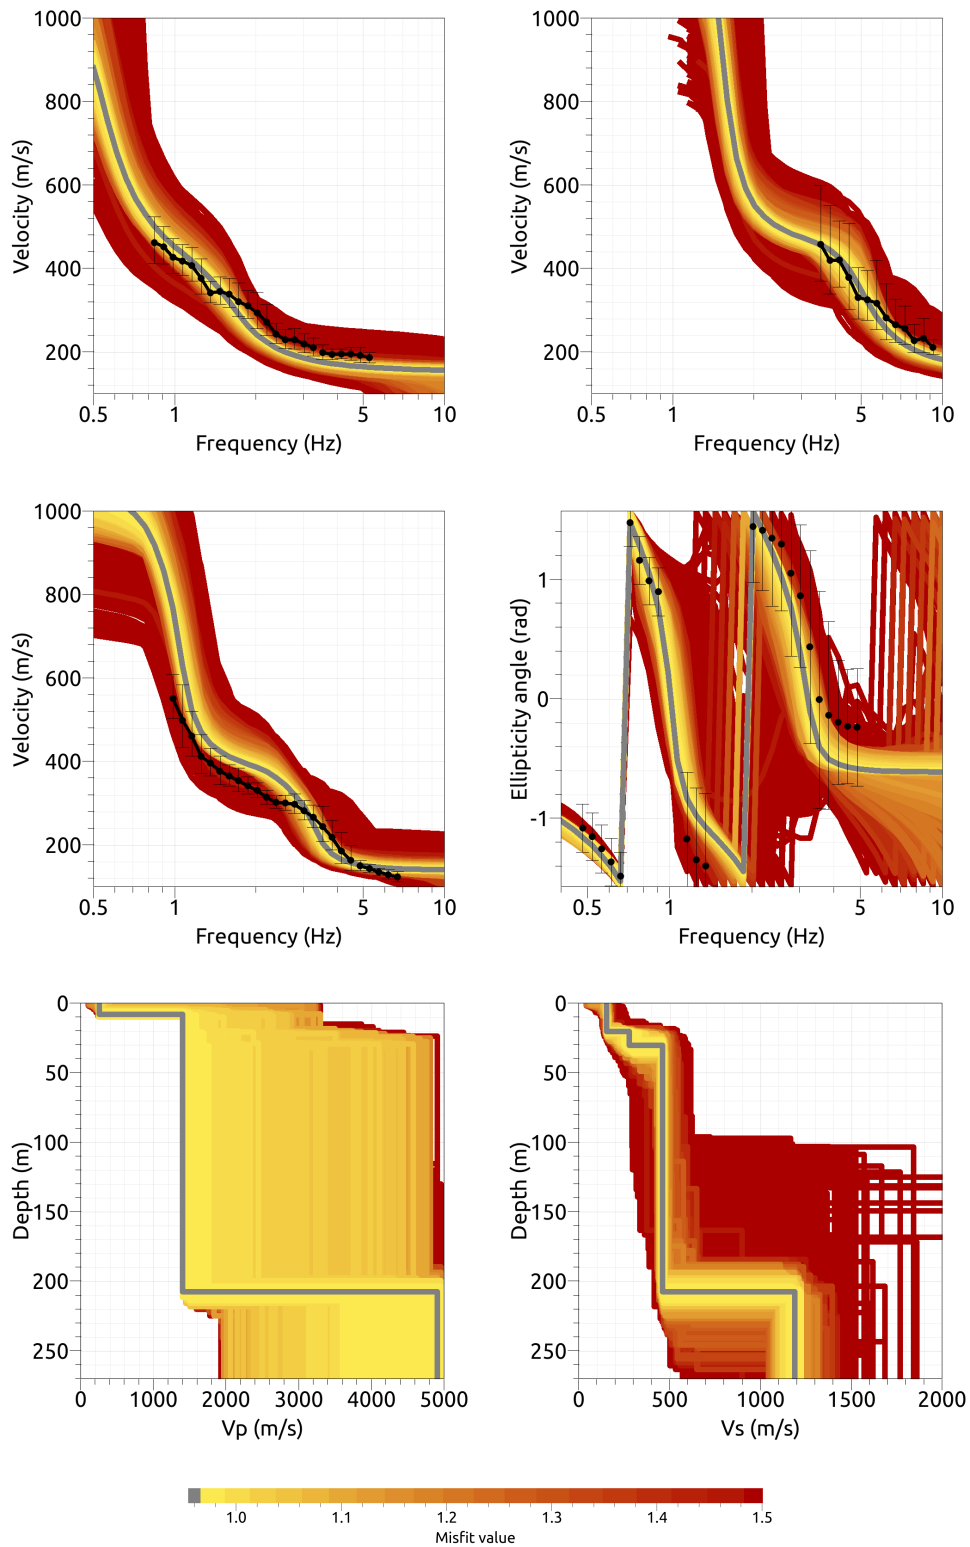 1000
800
600
400
200
Velocity (m/s)
0.5 1 5 10
Frequency (Hz)
1000
800
600
400
200
Velocity (m/s)
0.5 1 5 10
Frequency (Hz)
1000
800
600
400
200
Velocity (m/s)
0.5 1 5 10
Frequency (Hz)
1
0
-1
Ellipticity angle (rad)
0.5 1 5 10
Frequency (Hz)
0
50
100
150
200
250
Depth (m)
0 1000 2000 3000 4000 5000
Vp (m/s)
0
50
100
150
200
250
Depth (m)
0 500 1000 1500 2000
Vs (m/s)
1.0 1.1 1.2 1.3 1.4 1.5
Misfit value